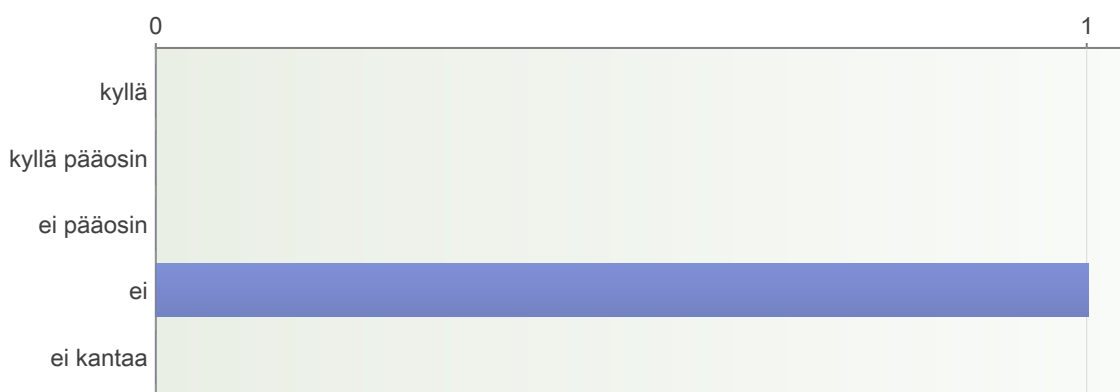 0 1
kyllä
kyllä pääosin
ei pääosin
ei
ei kantaa